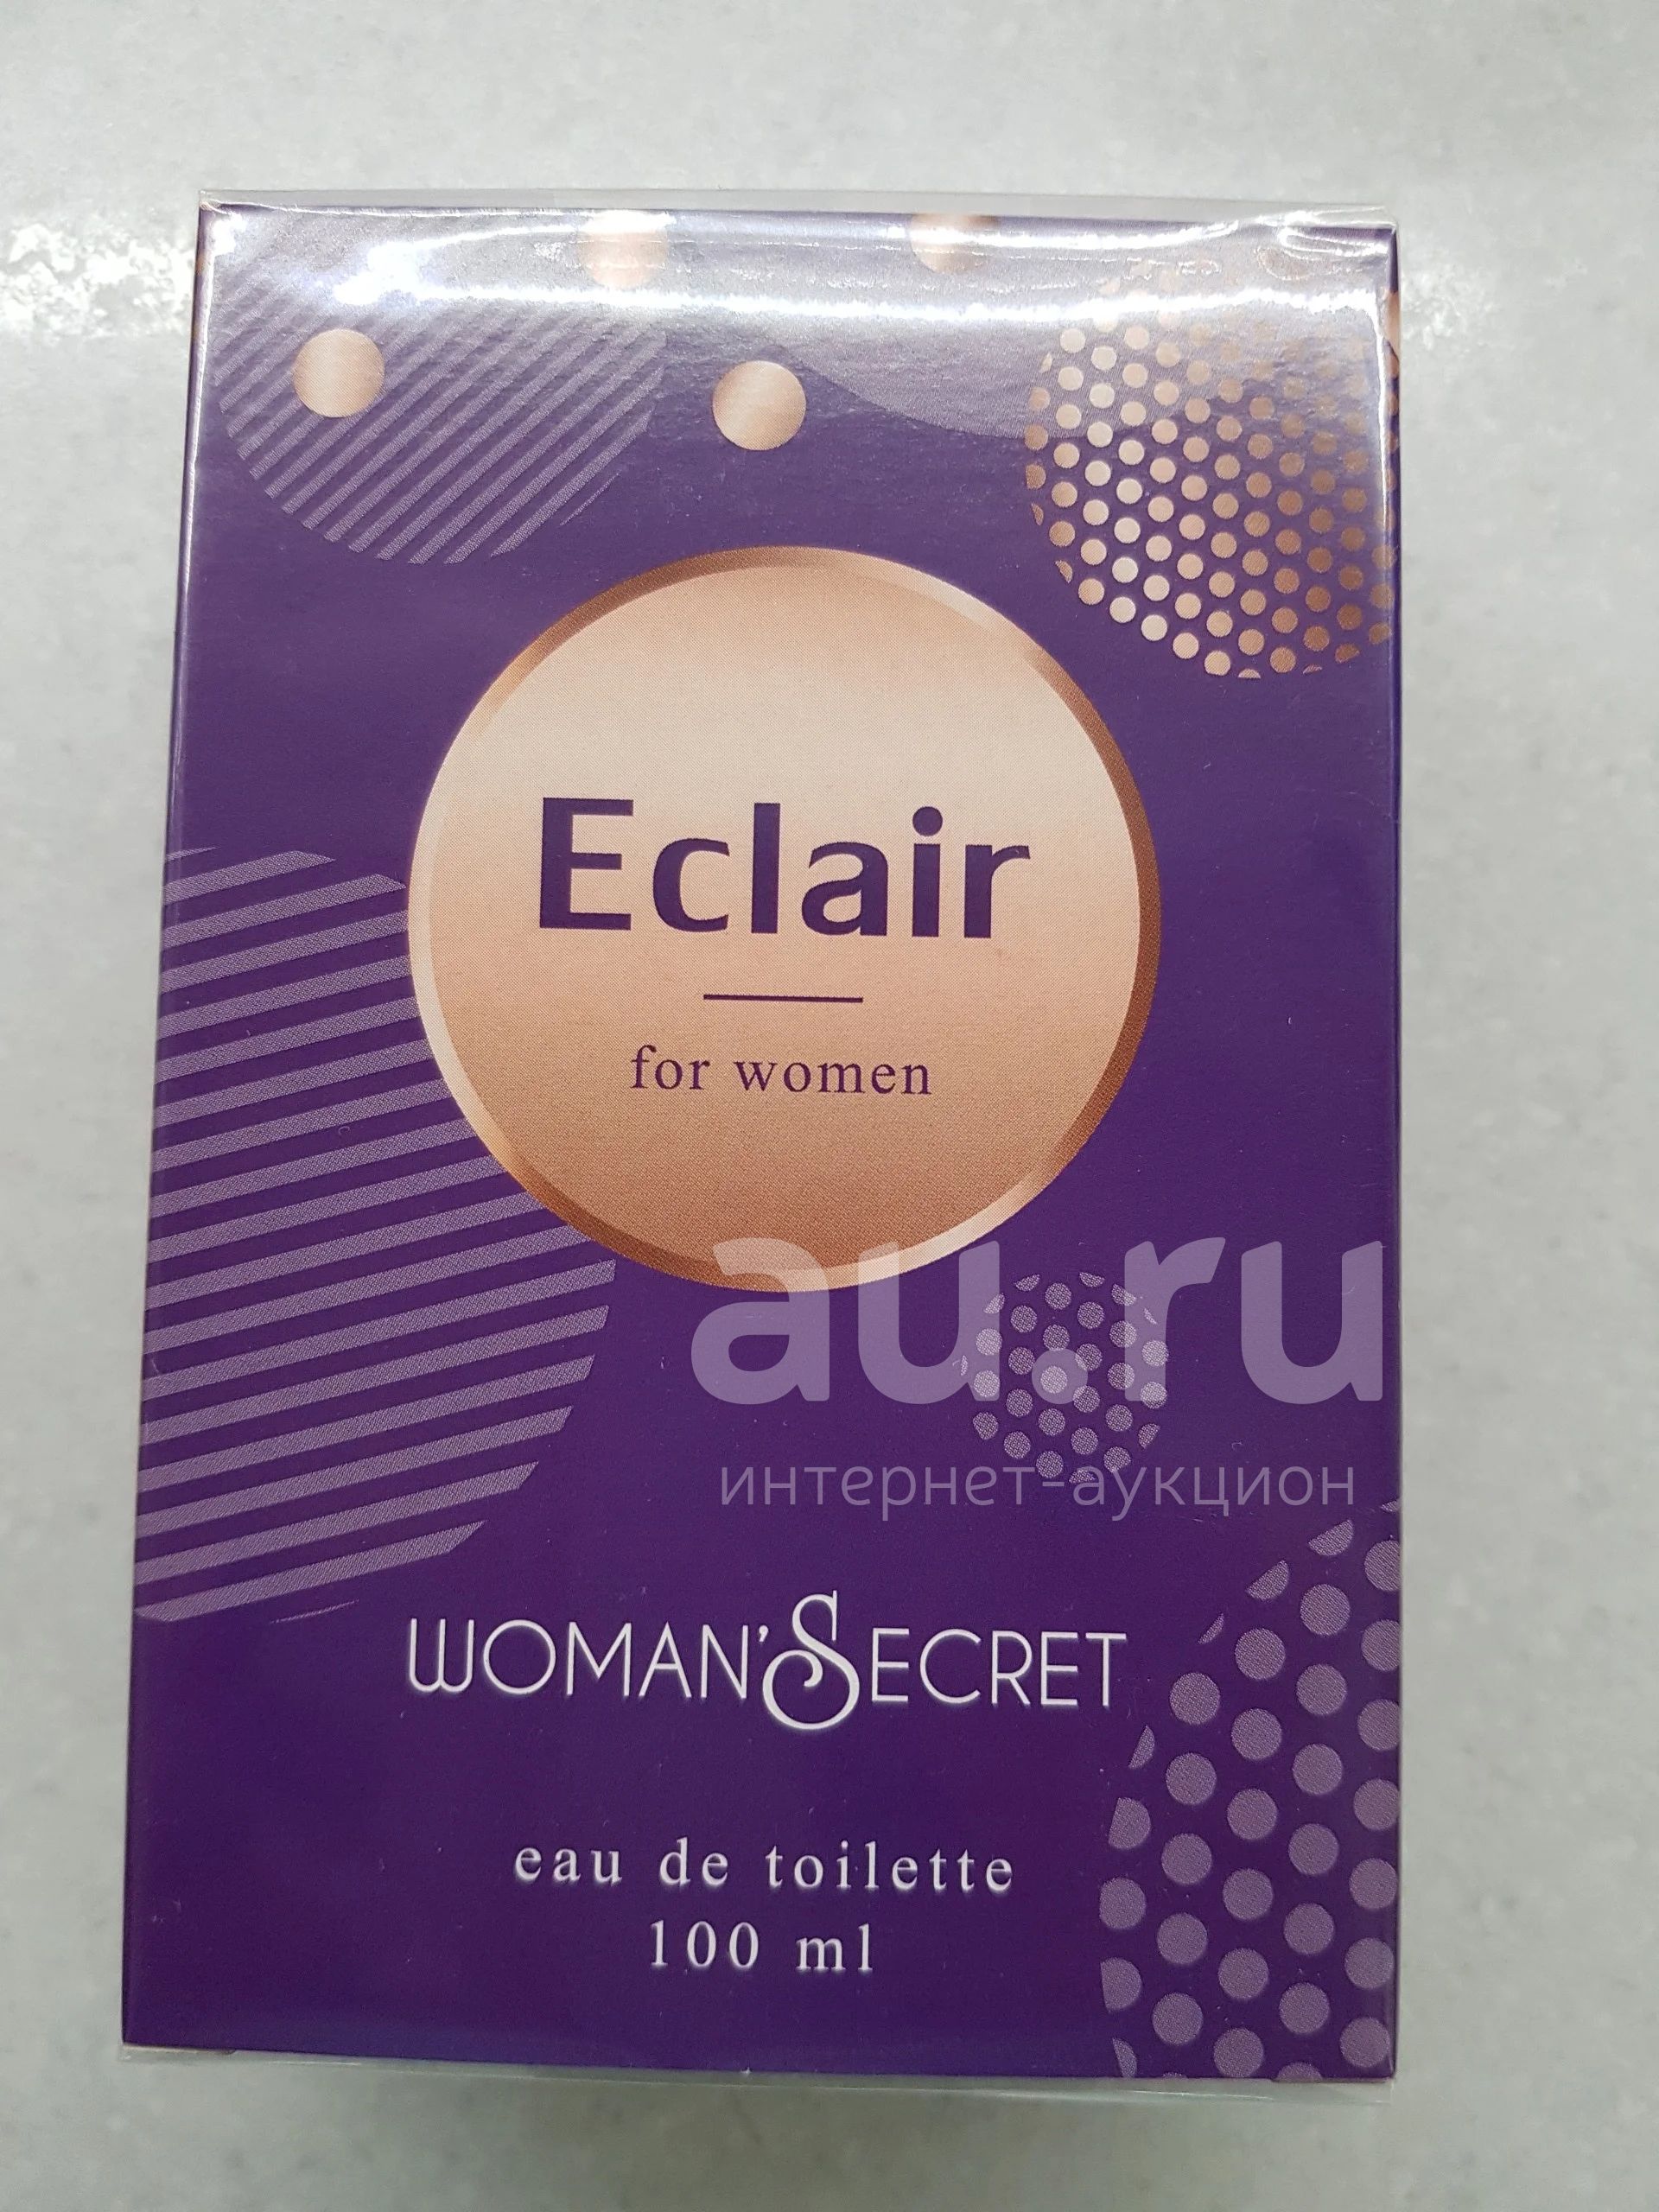 Eclair
for women
au.ru
интернет-аукцион
WOMAN'SECRET
eau de toilette
100 ml